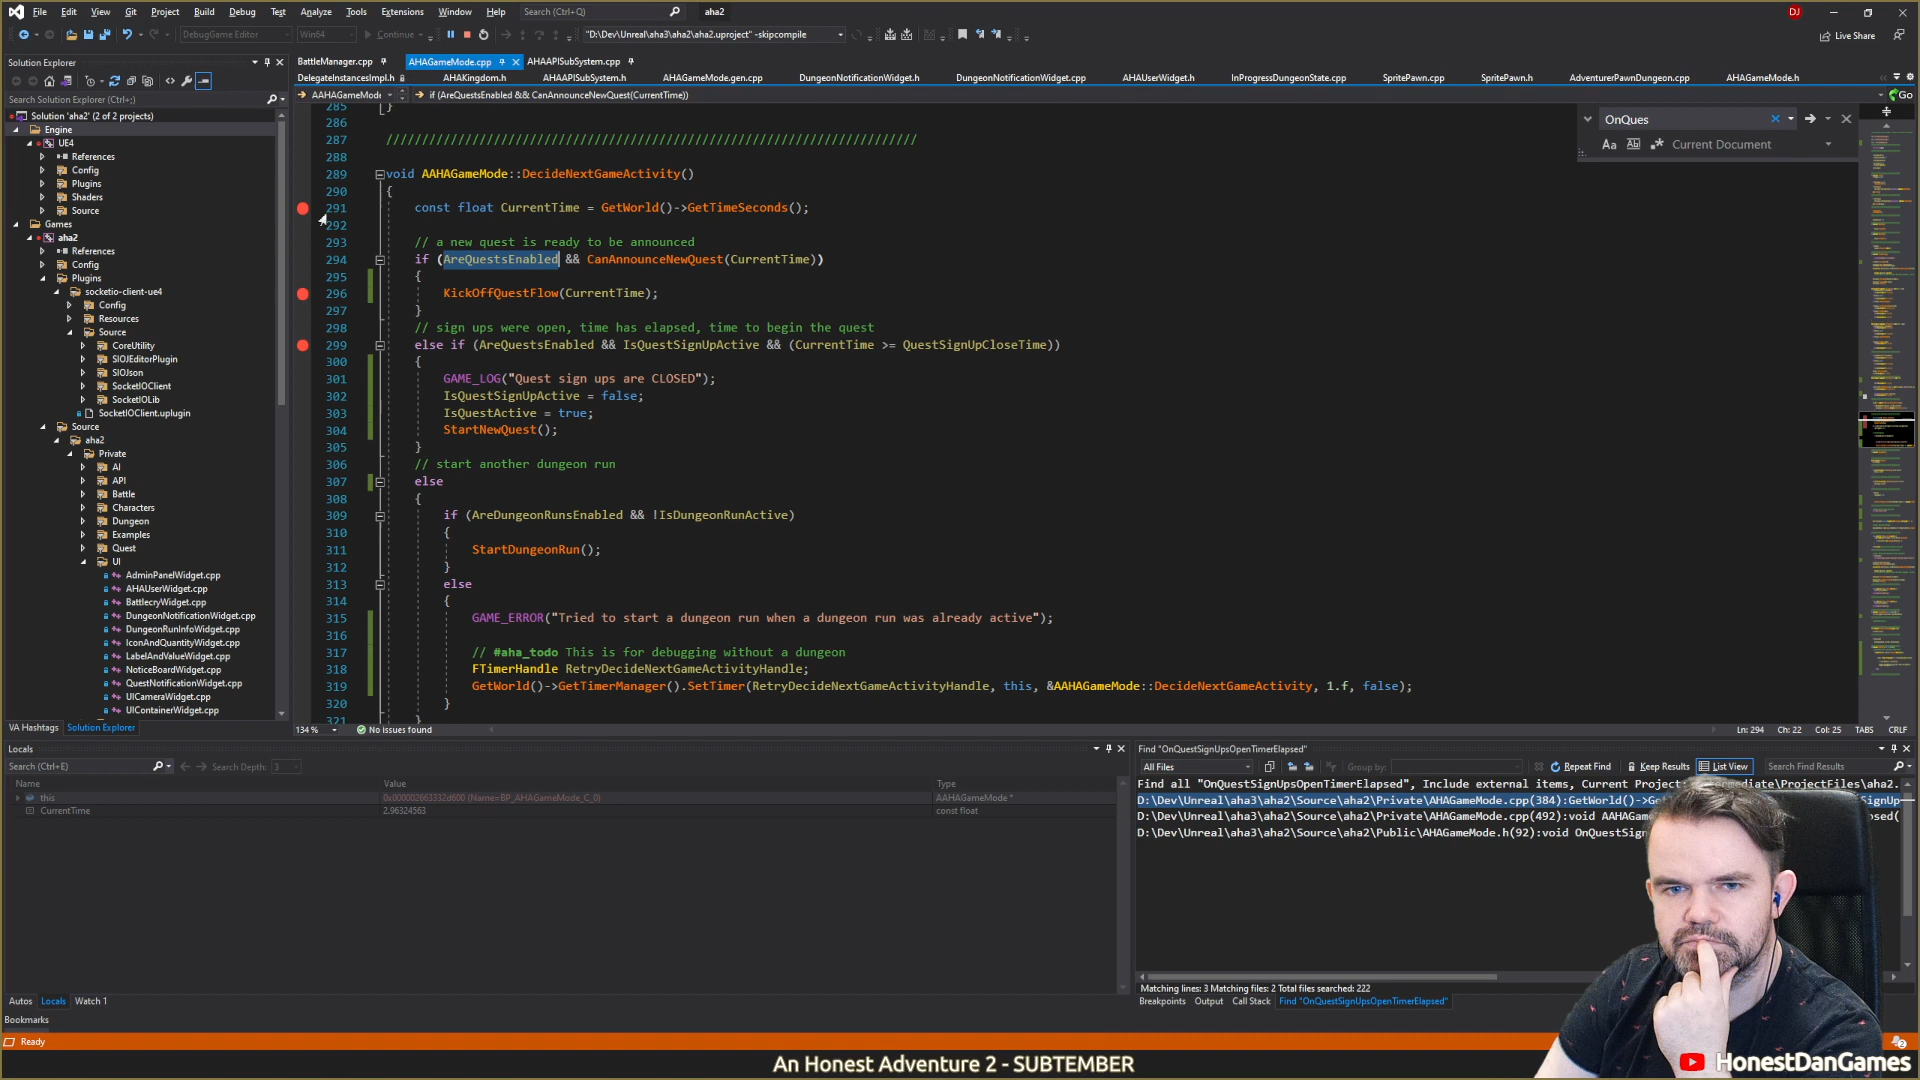 File Edit View Git Project Build Debug Test Analyze Tools Extensions Window Help Search (Ctrl+Q) aha2 DJ
DebugGame Editor Win64 Continue "D:\Dev\Unreal\aha3\aha2\aha2.uproject" -skipcompile Live Share
Solution Explorer
BattleManager.cpp AHAGameMode.cpp AHAAPISubSystem.cpp
DelegateInstancesImpl.h AHAKingdom.h AHAAPISubSystem.h AHAGameMode.gen.cpp DungeonNotificationWidget.h DungeonNotificationWidget.cpp AHAUserWidget.h InProgressDungeonState.cpp SpritePawn.cpp SpritePawn.h AdventurerPawnDungeon.cpp AHAGameMode.h
AAHAGameMode if (AreQuestsEnabled && CanAnnounceNewQuest(CurrentTime)) Go
Search Solution Explorer (Ctrl+;)
Solution 'aha2' (2 of 2 projects)
Engine
UE4
References
Config
Plugins
Shaders
Source
Games
aha2
References
Config
Plugins
socketio-client-ue4
Config
Resources
Source
CoreUtility
SIOJEditorPlugin
SIOJson
SocketIOClient
SocketIOLib
SocketIOClient.uplugin
Source
aha2
Private
AI
API
Battle
Characters
Dungeon
Examples
Quest
UI
AdminPanelWidget.cpp
AHAUserWidget.cpp
BattlecryWidget.cpp
DungeonNotificationWidget.cpp
DungeonRunInfoWidget.cpp
IconAndQuantityWidget.cpp
LabelAndValueWidget.cpp
NoticeBoardWidget.cpp
QuestNotificationWidget.cpp
UICameraWidget.cpp
UIContainerWidget.cpp
VA Hashtags Solution Explorer
OnQues
Aa Current Document
285 }
286
287 //////////////////////////////////////////////////////////////////////////
288
289 void AAHAGameMode::DecideNextGameActivity()
290 {
291 const float CurrentTime = GetWorld()->GetTimeSeconds();
292
293 // a new quest is ready to be announced
294 if (AreQuestsEnabled && CanAnnounceNewQuest(CurrentTime))
295 {
296 KickOffQuestFlow(CurrentTime);
297 }
298 // sign ups were open, time has elapsed, time to begin the quest
299 else if (AreQuestsEnabled && IsQuestSignUpActive && (CurrentTime >= QuestSignUpCloseTime))
300 {
301 GAME_LOG("Quest sign ups are CLOSED");
302 IsQuestSignUpActive = false;
303 IsQuestActive = true;
304 StartNewQuest();
305 }
306 // start another dungeon run
307 else
308 {
309 if (AreDungeonRunsEnabled && !IsDungeonRunActive)
310 {
311 StartDungeonRun();
312 }
313 else
314 {
315 GAME_ERROR("Tried to start a dungeon run when a dungeon run was already active");
316
317 // #aha_todo This is for debugging without a dungeon
318 FTimerHandle RetryDecideNextGameActivityHandle;
319 GetWorld()->GetTimerManager().SetTimer(RetryDecideNextGameActivityHandle, this, &AAHAGameMode::DecideNextGameActivity, 1.f, false);
320 }
321 }
134 % No issues found Ln: 294 Ch: 22 Col: 25 TABS CRLF
Locals
Search (Ctrl+E) Search Depth: 3
Name Value Type
this 0x000002663332d600 (Name=BP_AHAGameMode_C_0) AAHAGameMode *
CurrentTime 2.96324563 const float
Autos Locals Watch 1
Find "OnQuestSignUpsOpenTimerElapsed"
All Files Group by: Repeat Find Keep Results List View Search Find Results
Find all "OnQuestSignUpsOpenTimerElapsed", Include external items, Current Project: termediate\ProjectFiles\aha2.
D:\Dev\Unreal\aha3\aha2\Source\aha2\Private\AHAGameMode.cpp(384):GetWorld()->Ge SignUp
D:\Dev\Unreal\aha3\aha2\Source\aha2\Private\AHAGameMode.cpp(492):void AA psed(
D:\Dev\Unreal\aha3\aha2\Source\aha2\Public\AHAGameMode.h(92):void OnQuestSig
Matching lines: 3 Matching files: 2 Total files searched: 222
Breakpoints Output Call Stack Find "OnQuestSignUpsOpenTimerElapsed"
Bookmarks
Ready 2
An Honest Adventure 2 - SUBTEMBER
HonestDanGames